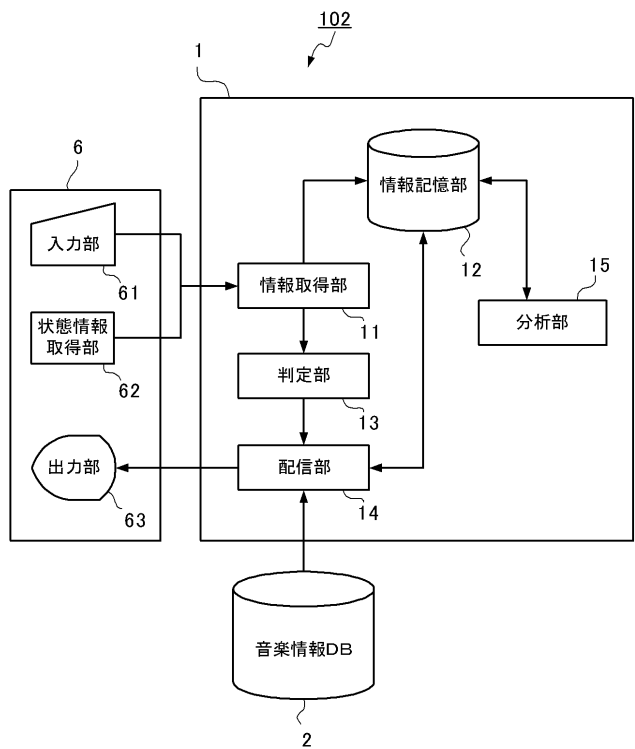 102
1
6
情報記憶部
12
入力部
61
情報取得部
11
15
分析部
状態情報
取得部
62
判定部
13
出力部
63
配信部
14
音楽情報DB
2